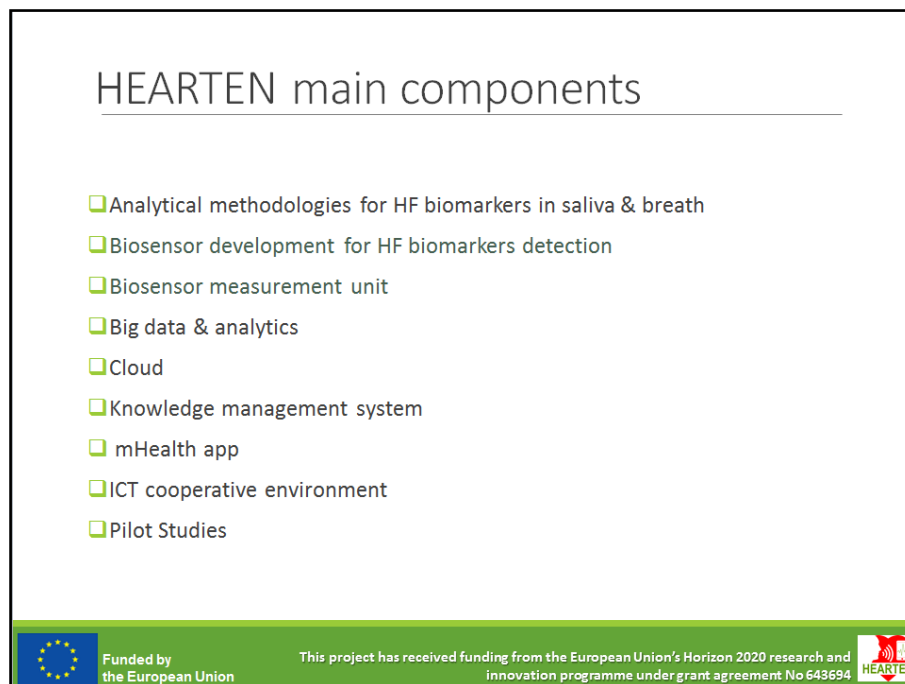 HEARTEN main components
Analytical methodologies for HF biomarkers in saliva & breath
Biosensor development for HF biomarkers detection
Biosensor measurement unit
Big data & analytics
Cloud
Knowledge management system
mHealth app
ICT cooperative environment
Pilot Studies
Funded by
the European Union
This project has received funding from the European Union's Horizon 2020 research and
innovation programme under grant agreement No 643694